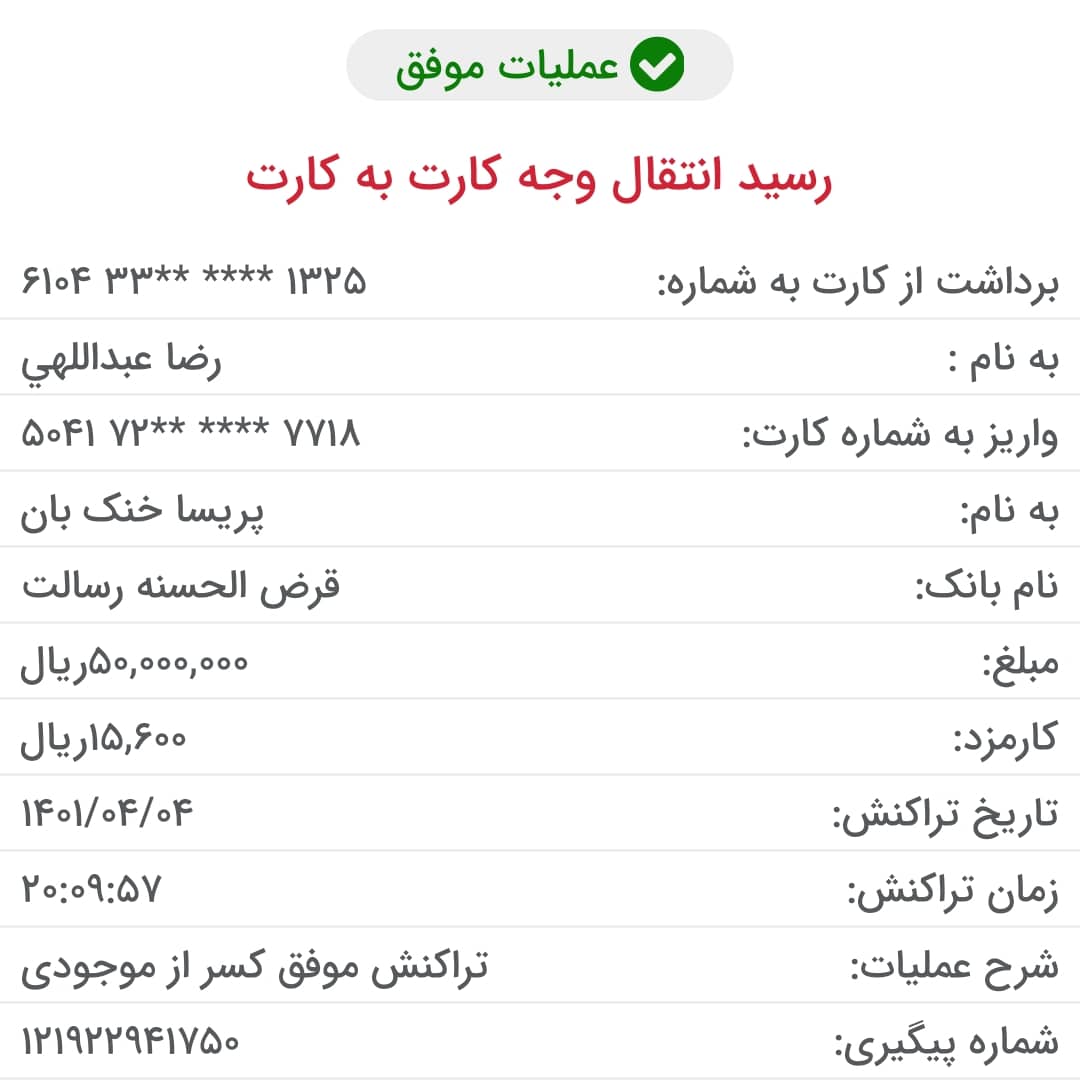 عملیات موفق
رسید انتقال وجه کارت به کارت
برداشت از کارت به شماره: ۶۱۰۴ ۳۳** **** ۱۳۲۵
به نام : رضا عبداللهي
واریز به شماره کارت: ۵۰۴۱ ۷۲** **** ۷۷۱۸
به نام: پریسا خنک بان
نام بانک: قرض الحسنه رسالت
مبلغ: ۵۰,۰۰۰,۰۰۰ریال
کارمزد: ۱۵,۶۰۰ریال
تاریخ تراکنش: ۱۴۰۱/۰۴/۰۴
زمان تراکنش: ۲۰:۰۹:۵۷
شرح عملیات: تراکنش موفق کسر از موجودی
شماره پیگیری: ۱۲۱۹۲۲۹۴۱۷۵۰